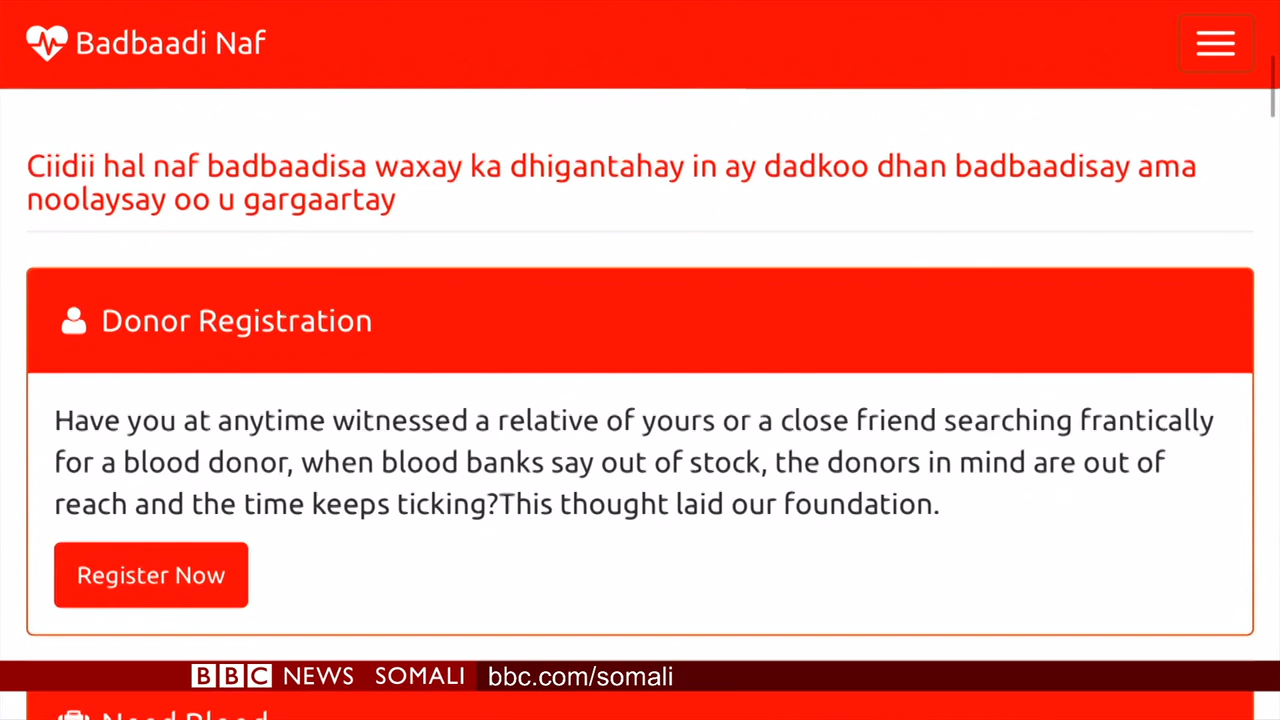 Badbaadi Naf
Ciidii hal naf badbaadisa waxay ka dhigantahay in ay dadkoo dhan badbaadisay ama
noolaysay oo u gargaartay
Donor Registration
Have you at anytime witnessed a relative of yours or a close friend searching frantically
for a blood donor, when blood banks say out of stock, the donors in mind are out of
reach and the time keeps ticking?This thought laid our foundation.
Register Now
BBC NEWS SOMALI bbc.com/somali
Need Blood